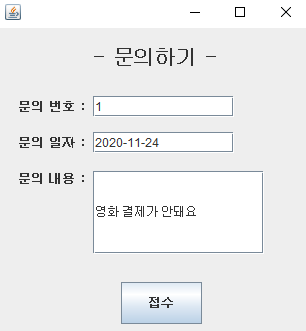 - 문의하기 -
문의 번호 : 1
문의 일자 : 2020-11-24
문의 내용 : 영화 결제가 안돼요
접수